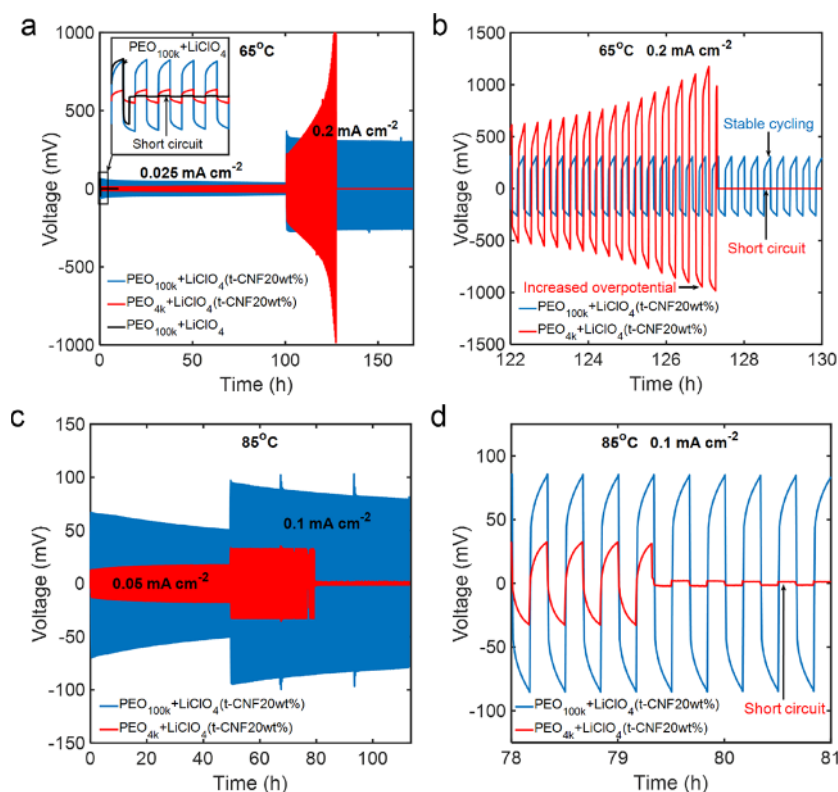 a
PEO100k+LiClO4
Short circuit
65°C
0.2 mA cm-2
0.025 mA cm-2
PEO100k+LiClO4(t-CNF20wt%)
PEO4k+LiClO4(t-CNF20wt%)
PEO100k+LiClO4
Voltage (mV)
1000
500
0
-500
-1000
0 50 100 150
Time (h)
b
65°C 0.2 mA cm-2
Stable cycling
Short circuit
Increased overpotential
PEO100k+LiClO4(t-CNF20wt%)
PEO4k+LiClO4(t-CNF20wt%)
Voltage (mV)
1500
1000
500
0
-500
-1000
-1500
122 124 126 128 130
Time (h)
c
85°C
0.1 mA cm-2
0.05 mA cm-2
PEO100k+LiClO4(t-CNF20wt%)
PEO4k+LiClO4(t-CNF20wt%)
Voltage (mV)
150
100
50
0
-50
-100
-150
0 20 40 60 80 100
Time (h)
d
85°C 0.1 mA cm-2
Short circuit
PEO100k+LiClO4(t-CNF20wt%)
PEO4k+LiClO4(t-CNF20wt%)
Voltage (mV)
100
50
0
-50
-100
78 79 80 81
Time (h)